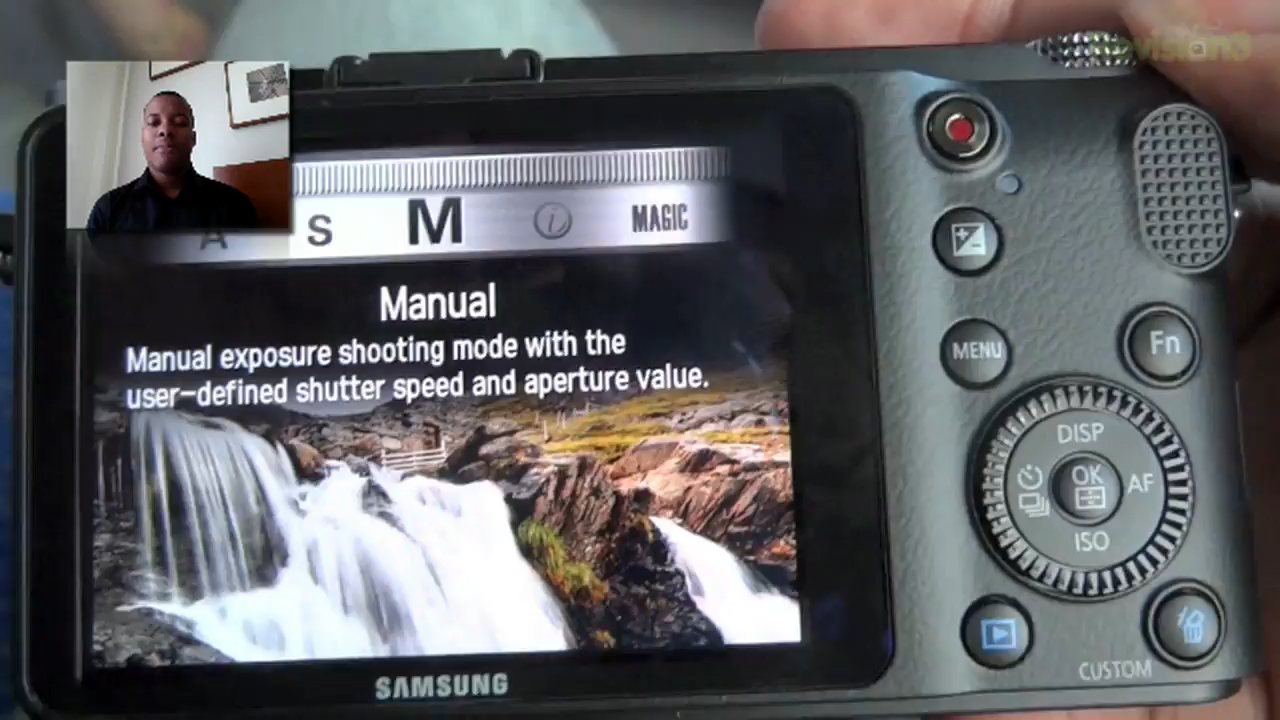 Revision3
A S M i MAGIC
Manual
Manual exposure shooting mode with the
user-defined shutter speed and aperture value.
MENU
Fn
DISP
OK
AF
ISO
CUSTOM
SAMSUNG